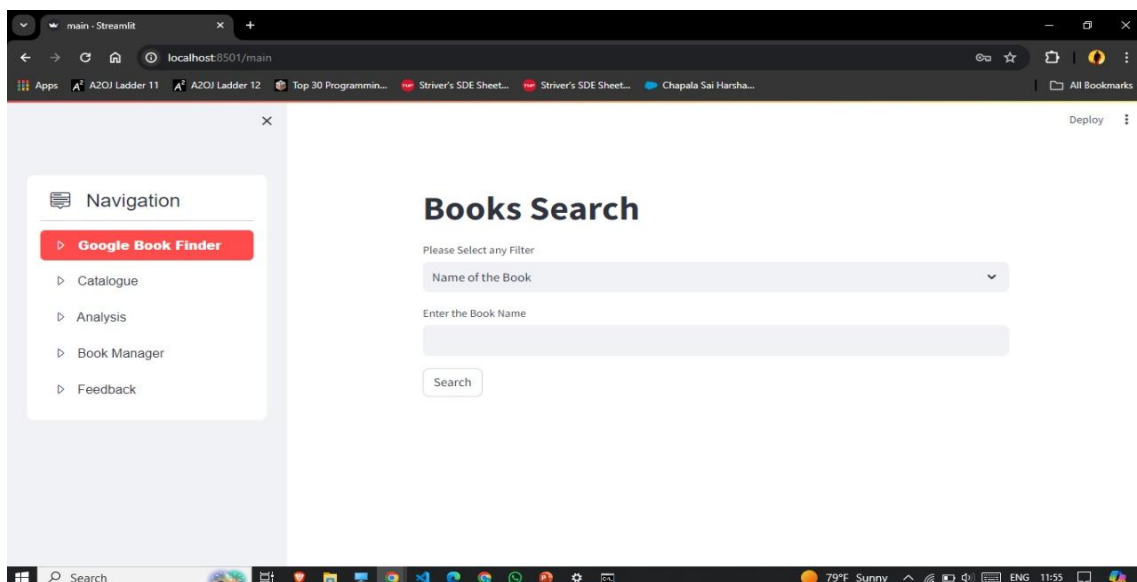 main - Streamlit
localhost:8501/main
Apps A2OJ Ladder 11 A2OJ Ladder 12 Top 30 Programmin... Striver's SDE Sheet... Striver's SDE Sheet... Chapala Sai Harsha... All Bookmarks
Deploy
Navigation
Google Book Finder
Catalogue
Analysis
Book Manager
Feedback
Books Search
Please Select any Filter
Name of the Book
Enter the Book Name
Search
Search 79°F Sunny ENG 11:55